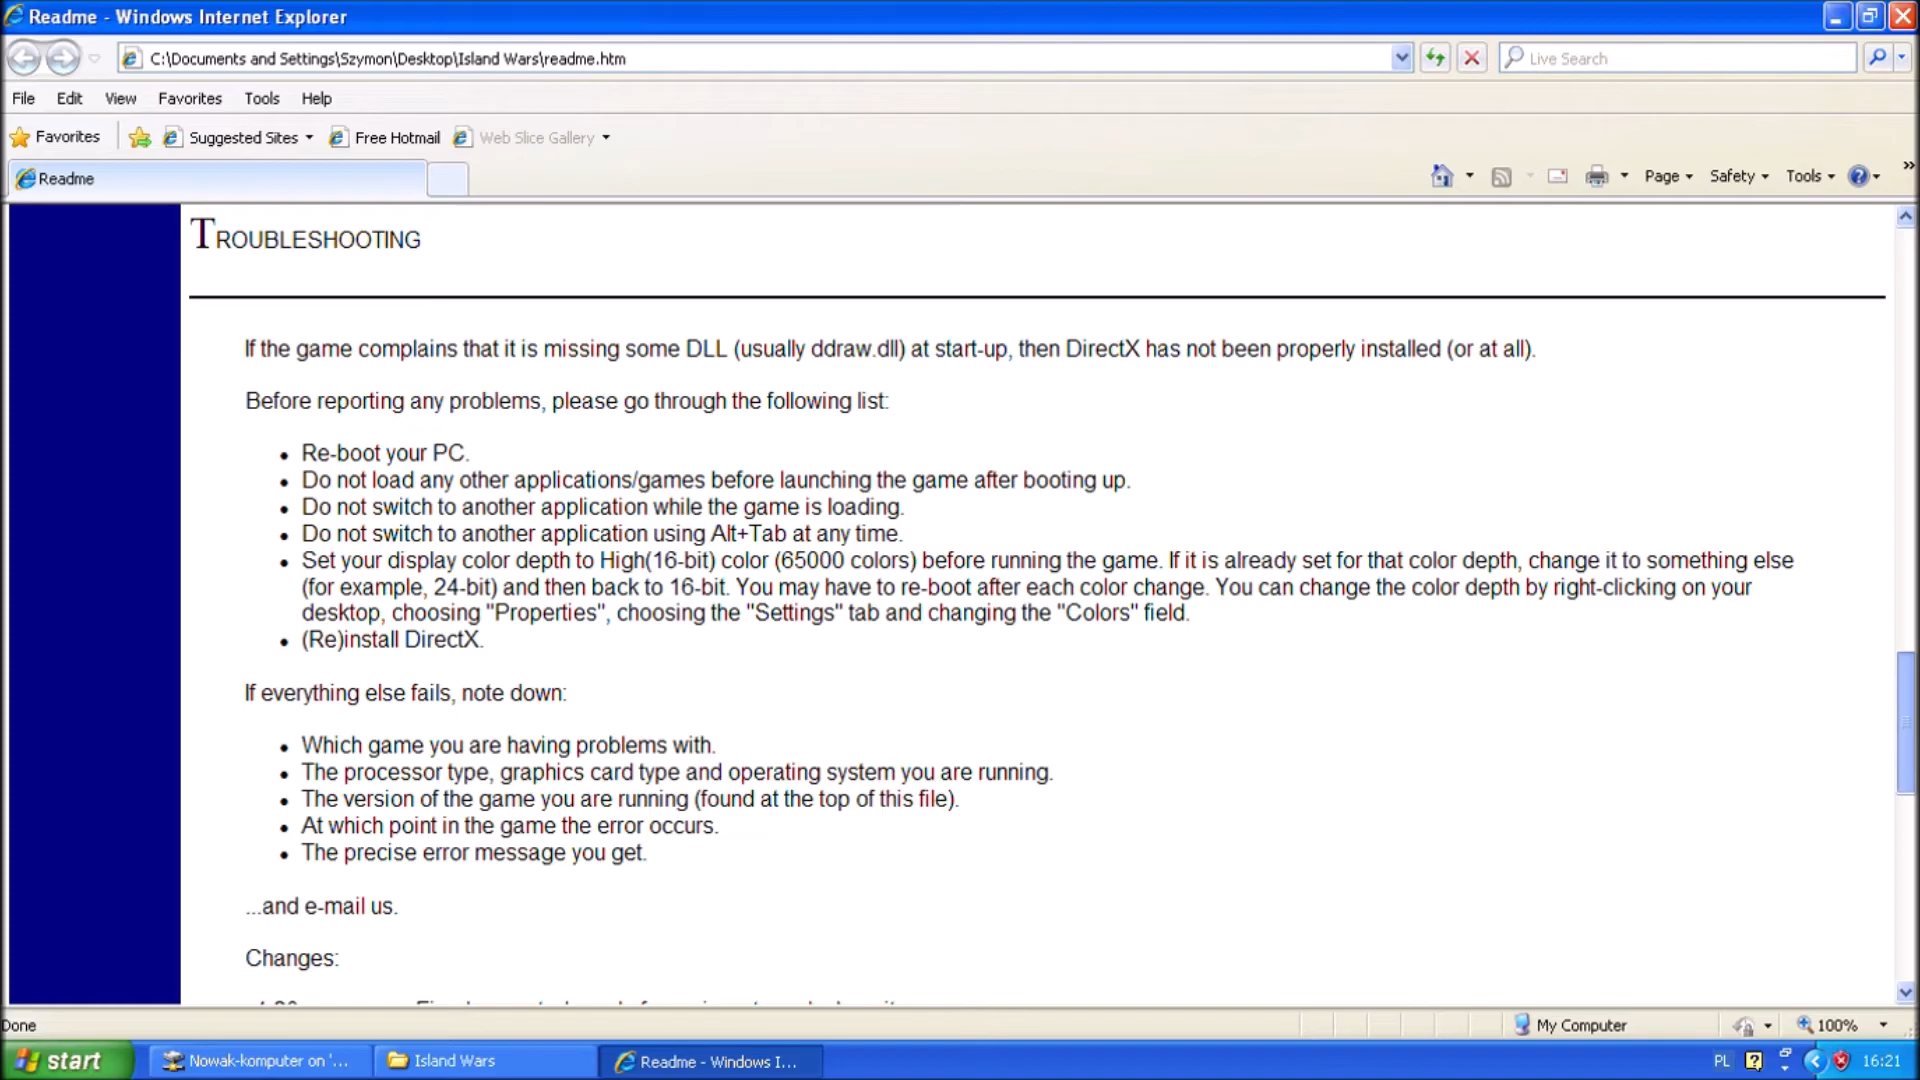 Readme - Windows Internet Explorer
C:\Documents and Settings\Szymon\Desktop\Island Wars\readme.htm
Live Search
File Edit View Favorites Tools Help
Favorites Suggested Sites Free Hotmail Web Slice Gallery
Readme
Page Safety Tools
TROUBLESHOOTING
If the game complains that it is missing some DLL (usually ddraw.dll) at start-up, then DirectX has not been properly installed (or at all).
Before reporting any problems, please go through the following list:
• Re-boot your PC.
• Do not load any other applications/games before launching the game after booting up.
• Do not switch to another application while the game is loading.
• Do not switch to another application using Alt+Tab at any time.
• Set your display color depth to High(16-bit) color (65000 colors) before running the game. If it is already set for that color depth, change it to something else
(for example, 24-bit) and then back to 16-bit. You may have to re-boot after each color change. You can change the color depth by right-clicking on your
desktop, choosing "Properties", choosing the "Settings" tab and changing the "Colors" field.
• (Re)install DirectX.
If everything else fails, note down:
• Which game you are having problems with.
• The processor type, graphics card type and operating system you are running.
• The version of the game you are running (found at the top of this file).
• At which point in the game the error occurs.
• The precise error message you get.
...and e-mail us.
Changes:
Done
My Computer
100%
start
Nowak-komputer on '...
Island Wars
Readme - Windows I...
PL
16:21